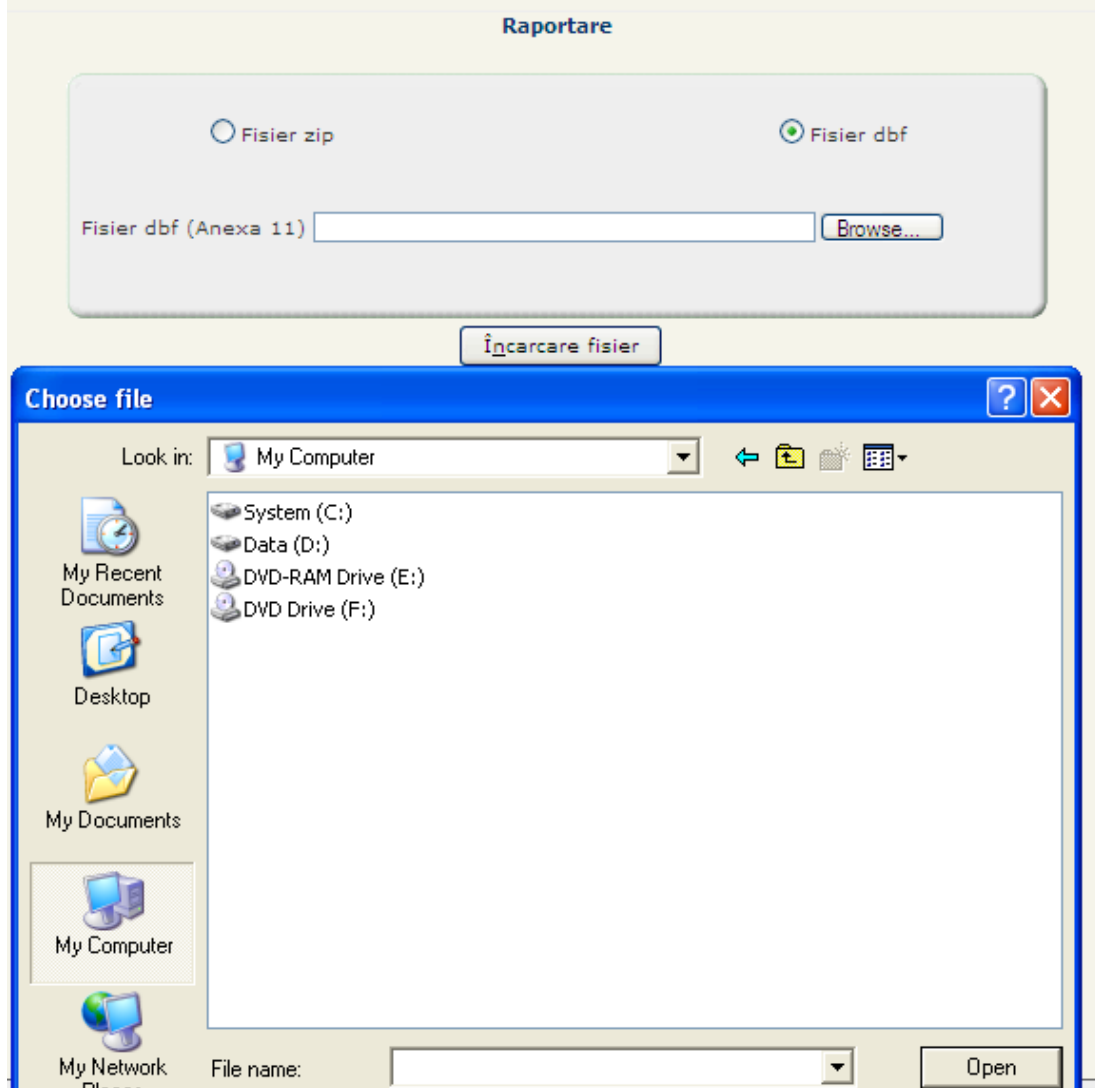 Raportare
Fisier zip
Fisier dbf
Fisier dbf (Anexa 11)
Browse...
Încarcare fisier
Choose file
Look in:
My Computer
System (C:)
Data (D:)
DVD-RAM Drive (E:)
DVD Drive (F:)
My Recent
Documents
Desktop
My Documents
My Computer
My Network
File name:
Open